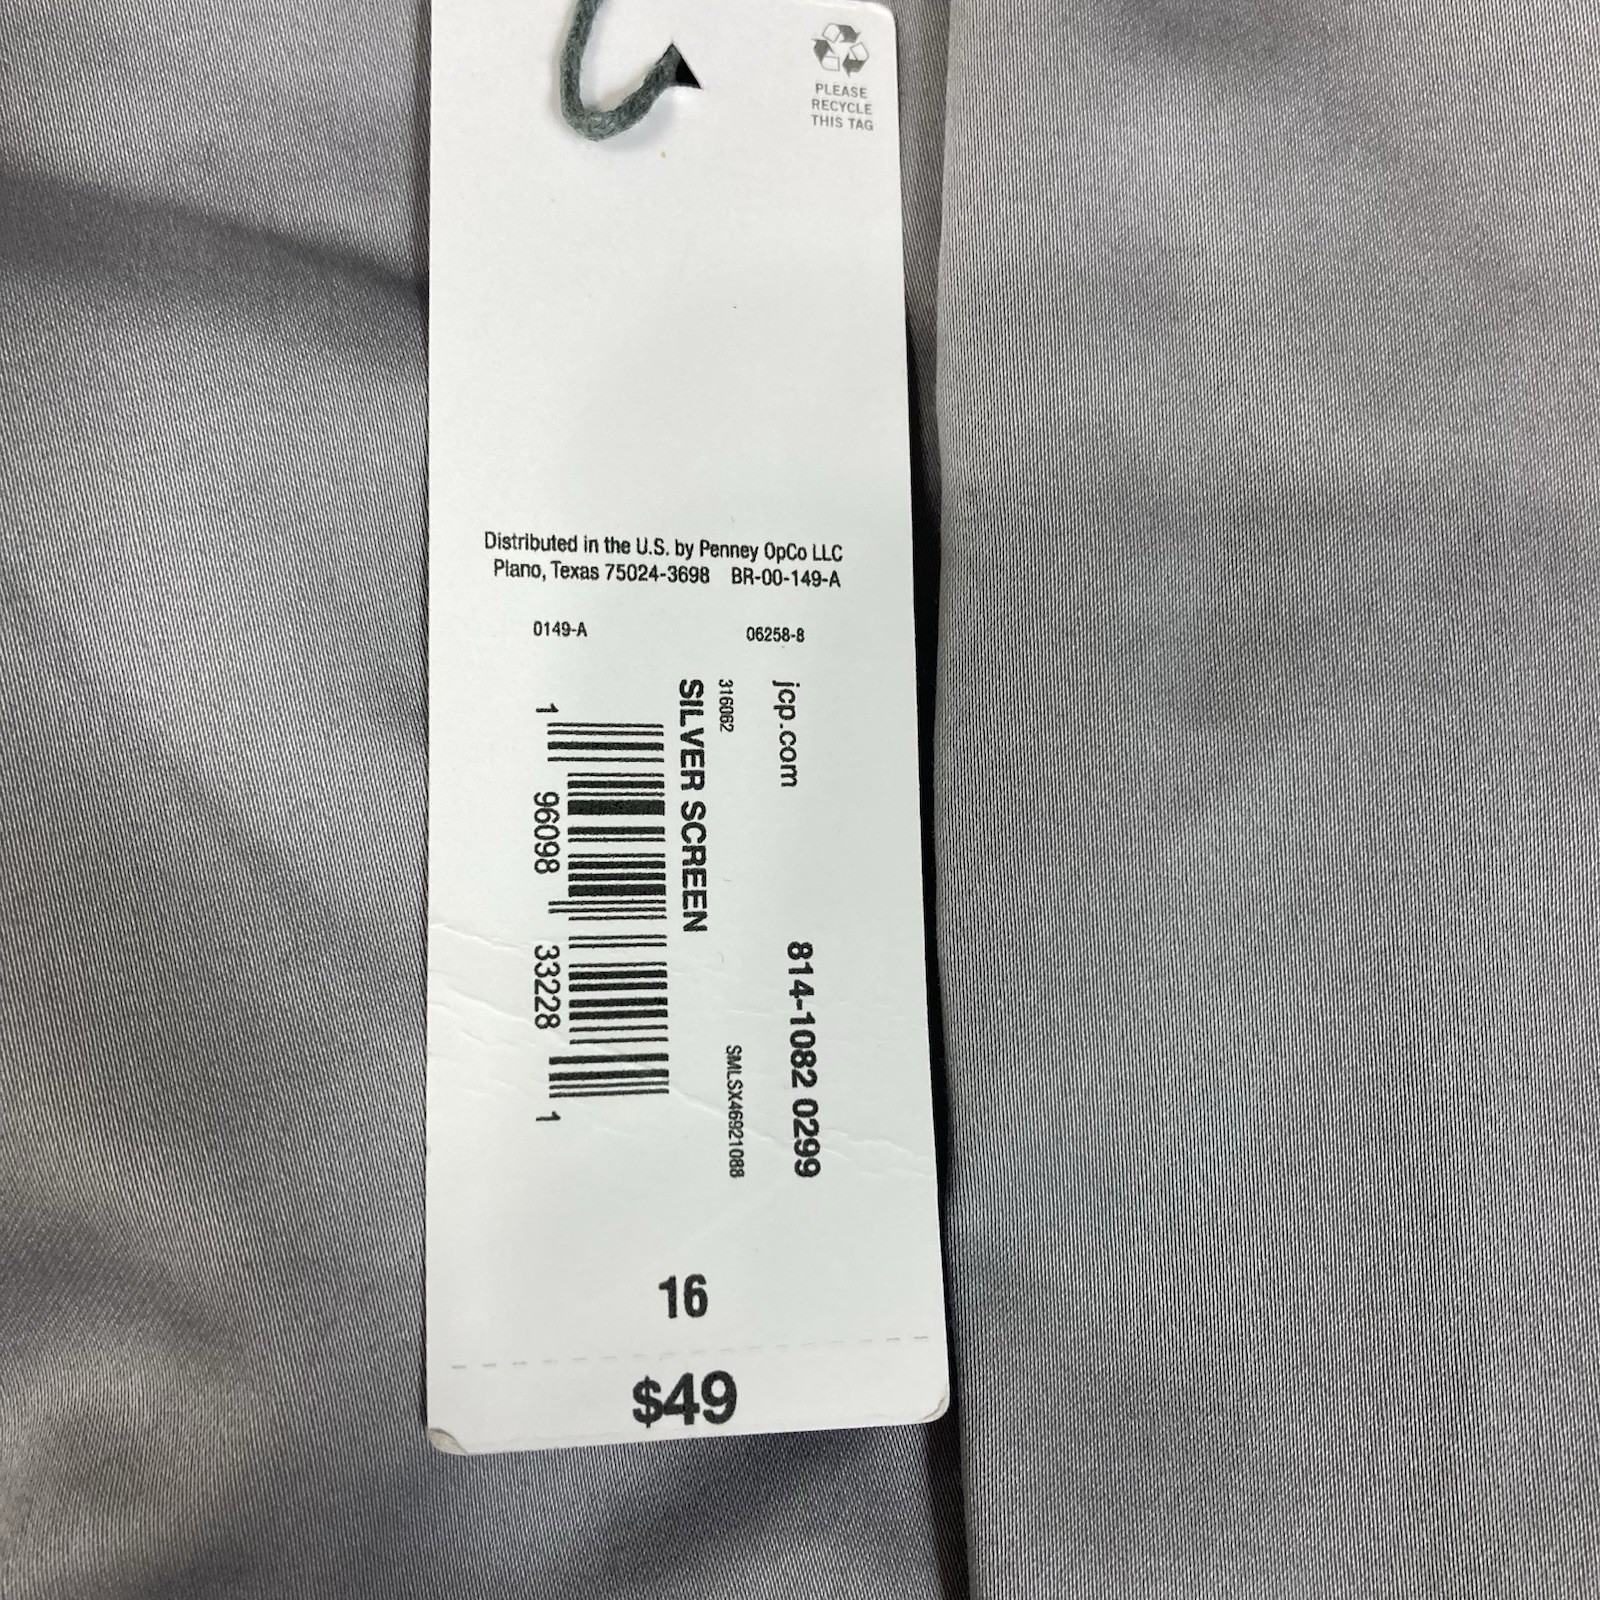 PLEASE
RECYCLE
THIS TAG
Distributed in the U.S. by Penney OpCo LLC
Plano, Texas 75024-3698 BR-00-149-A
0149-A 06258-8
jcp.com 814-1082 0299
316062 SMLSX46921088
SILVER SCREEN
1 96098 33228 1
16
$49